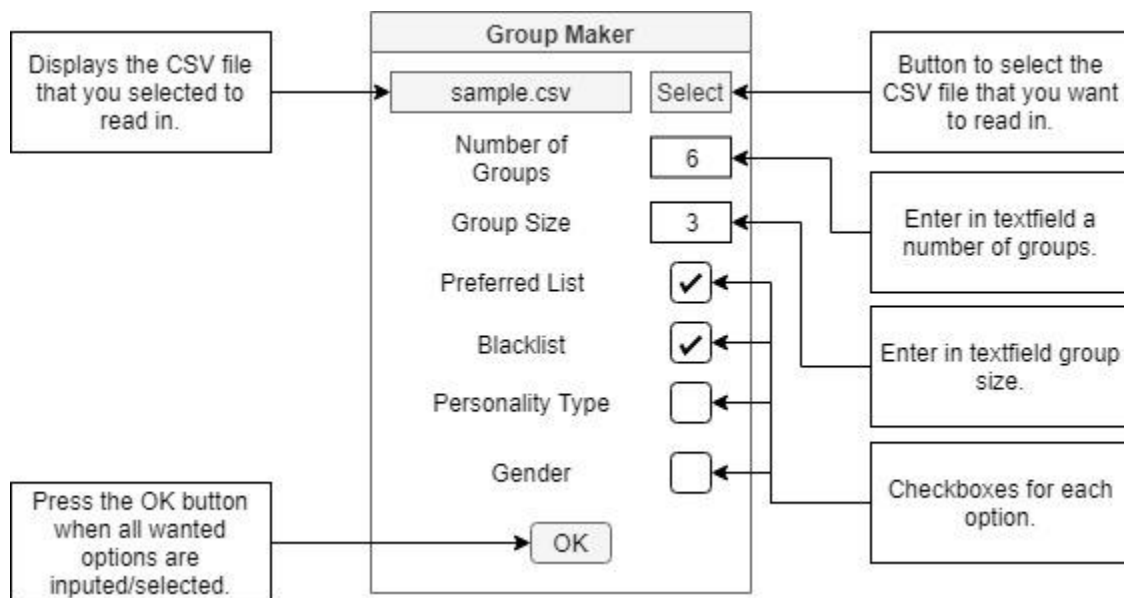 Group Maker
Displays the CSV file
that you selected to
read in.
sample.csv
Select
Button to select the
CSV file that you want
to read in.
Number of
Groups
6
Enter in textfield a
number of groups.
Group Size
3
Preferred List
Blacklist
Enter in textfield group
size.
Personality Type
Gender
Checkboxes for each
option.
Press the OK button
when all wanted
options are
inputed/selected.
OK